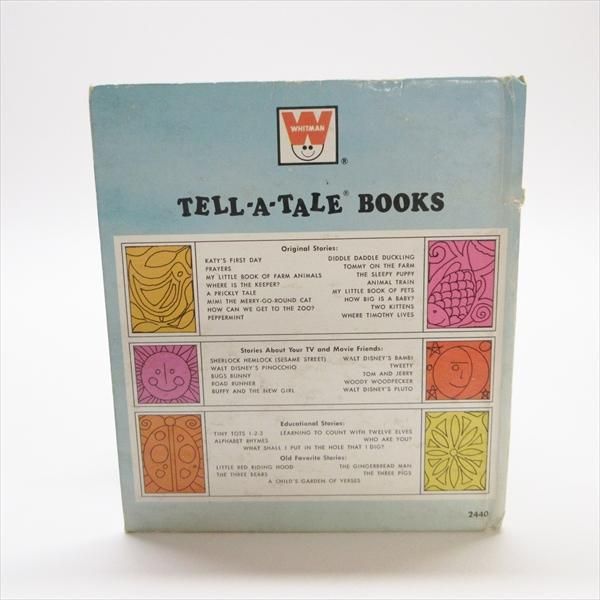 WHITMAN
®
TELL-A-TALE® BOOKS
Original Stories:
KATY'S FIRST DAY
PRAYERS
MY LITTLE BOOK OF FARM ANIMALS
WHERE IS THE KEEPER?
A PRICKLY TALE
MIMI THE MERRY-GO-ROUND CAT
HOW CAN WE GET TO THE ZOO?
PEPPERMINT
DIDDLE DADDLE DUCKLING
TOMMY ON THE FARM
THE SLEEPY PUPPY
ANIMAL TRAIN
MY LITTLE BOOK OF PETS
HOW BIG IS A BABY?
TWO KITTENS
WHERE TIMOTHY LIVES
Stories About Your TV and Movie Friends:
SHERLOCK HEMLOCK (SESAME STREET)
WALT DISNEY'S PINOCCHIO
BUGS BUNNY
ROAD RUNNER
BUFFY AND THE NEW GIRL
WALT DISNEY'S BAMBI
TWEETY
TOM AND JERRY
WOODY WOODPECKER
WALT DISNEY'S PLUTO
Educational Stories:
TINY TOTS 1-2-3 LEARNING TO COUNT WITH TWELVE ELVES
ALPHABET RHYMES WHO ARE YOU?
WHAT SHALL I PUT IN THE HOLE THAT I DIG?
Old Favorite Stories:
LITTLE RED RIDING HOOD THE GINGERBREAD MAN
THE THREE BEARS THE THREE PIGS
A CHILD'S GARDEN OF VERSES
2440